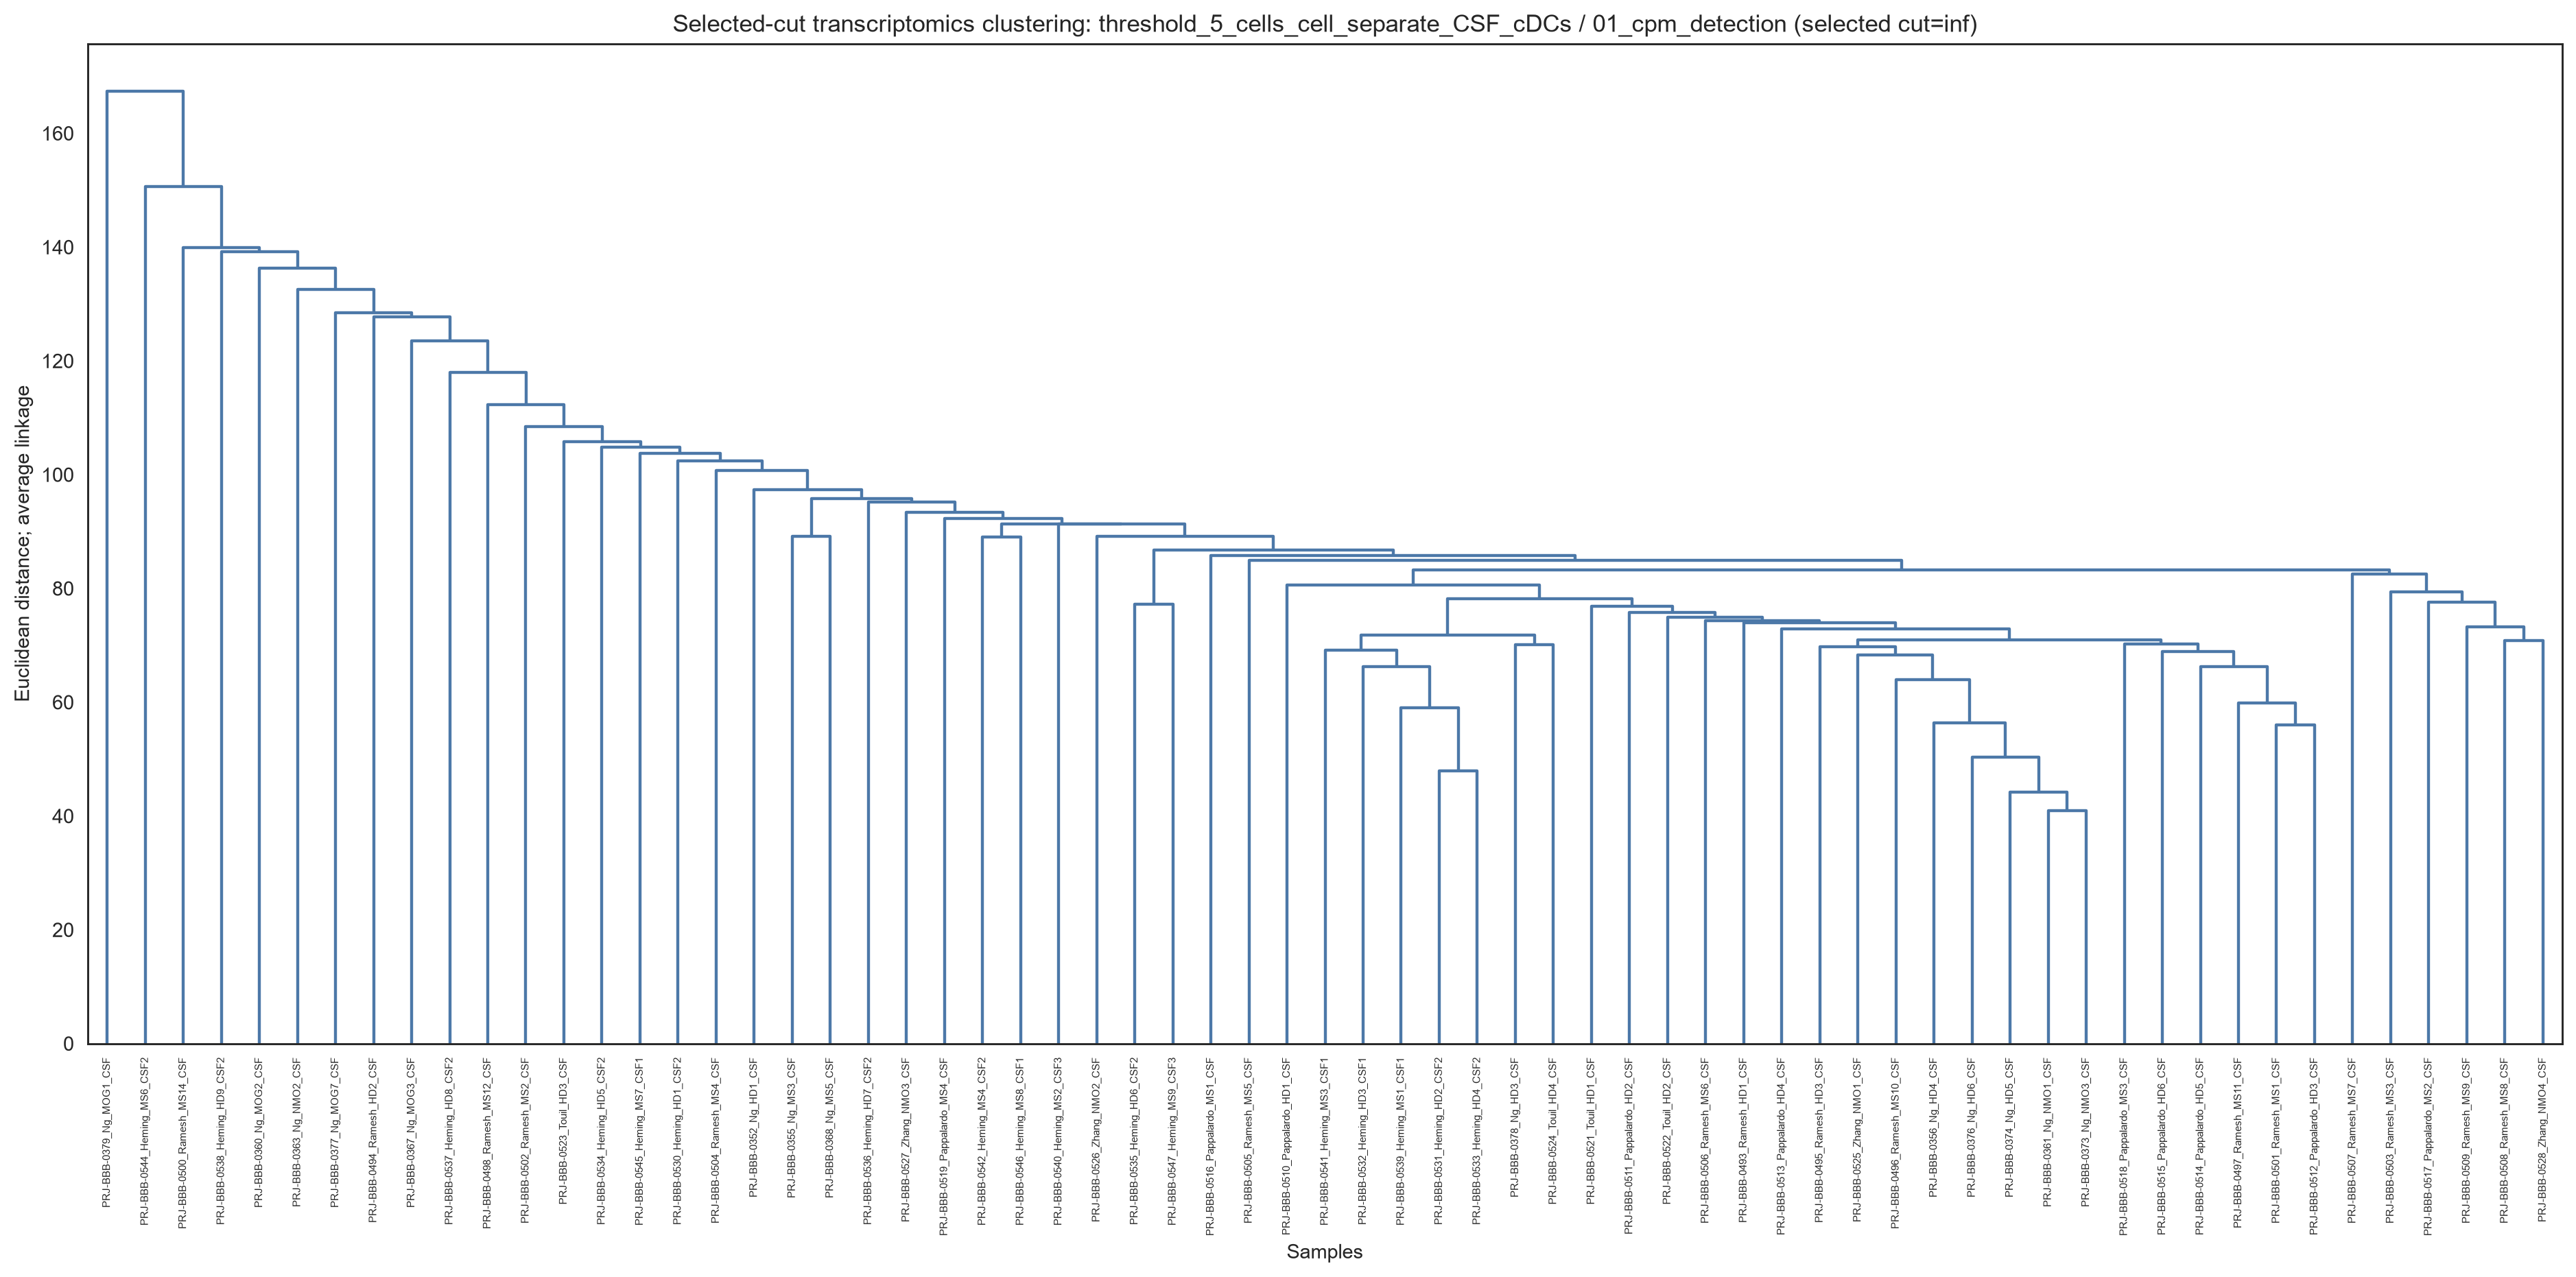 Selected-cut transcriptomics clustering: threshold_5_cells_cell_separate_CSF_cDCs / 01_cpm_detection (selected cut=inf)
Euclidean distance; average linkage
160
140
120
100
80
60
40
20
0
PRJ-BBB-0379_Ng_MOG1_CSF
PRJ-BBB-0544_Heming_MS6_CSF2
PRJ-BBB-0500_Ramesh_MS14_CSF
PRJ-BBB-0538_Heming_HD9_CSF2
PRJ-BBB-0360_Ng_MOG2_CSF
PRJ-BBB-0363_Ng_NMO2_CSF
PRJ-BBB-0377_Ng_MOG7_CSF
PRJ-BBB-0494_Ramesh_HD2_CSF
PRJ-BBB-0367_Ng_MOG3_CSF
PRJ-BBB-0537_Heming_HD8_CSF2
PRJ-BBB-0498_Ramesh_MS12_CSF
PRJ-BBB-0502_Ramesh_MS2_CSF
PRJ-BBB-0523_Touil_HD3_CSF
PRJ-BBB-0534_Heming_HD5_CSF2
PRJ-BBB-0545_Heming_MS7_CSF1
PRJ-BBB-0530_Heming_HD1_CSF2
PRJ-BBB-0504_Ramesh_MS4_CSF
PRJ-BBB-0352_Ng_HD1_CSF
PRJ-BBB-0355_Ng_MS3_CSF
PRJ-BBB-0368_Ng_MS5_CSF
PRJ-BBB-0536_Heming_HD7_CSF2
PRJ-BBB-0527_Zhang_NMO3_CSF
PRJ-BBB-0519_Pappalardo_MS4_CSF
PRJ-BBB-0542_Heming_MS4_CSF2
PRJ-BBB-0546_Heming_MS8_CSF1
PRJ-BBB-0540_Heming_MS2_CSF3
PRJ-BBB-0526_Zhang_NMO2_CSF
PRJ-BBB-0535_Heming_HD6_CSF2
PRJ-BBB-0547_Heming_MS9_CSF3
PRJ-BBB-0516_Pappalardo_MS1_CSF
PRJ-BBB-0505_Ramesh_MS5_CSF
PRJ-BBB-0510_Pappalardo_HD1_CSF
PRJ-BBB-0541_Heming_MS3_CSF1
PRJ-BBB-0532_Heming_HD3_CSF1
PRJ-BBB-0539_Heming_MS1_CSF1
PRJ-BBB-0531_Heming_HD2_CSF2
PRJ-BBB-0533_Heming_HD4_CSF2
PRJ-BBB-0378_Ng_HD3_CSF
PRJ-BBB-0524_Touil_HD4_CSF
PRJ-BBB-0521_Touil_HD1_CSF
PRJ-BBB-0511_Pappalardo_HD2_CSF
PRJ-BBB-0522_Touil_HD2_CSF
PRJ-BBB-0506_Ramesh_MS6_CSF
PRJ-BBB-0493_Ramesh_HD1_CSF
PRJ-BBB-0513_Pappalardo_HD4_CSF
PRJ-BBB-0495_Ramesh_HD3_CSF
PRJ-BBB-0525_Zhang_NMO1_CSF
PRJ-BBB-0496_Ramesh_MS10_CSF
PRJ-BBB-0356_Ng_HD4_CSF
PRJ-BBB-0376_Ng_HD6_CSF
PRJ-BBB-0374_Ng_HD5_CSF
PRJ-BBB-0361_Ng_NMO1_CSF
PRJ-BBB-0373_Ng_NMO3_CSF
PRJ-BBB-0518_Pappalardo_MS3_CSF
PRJ-BBB-0515_Pappalardo_HD6_CSF
PRJ-BBB-0514_Pappalardo_HD5_CSF
PRJ-BBB-0497_Ramesh_MS11_CSF
PRJ-BBB-0501_Ramesh_MS1_CSF
PRJ-BBB-0512_Pappalardo_HD3_CSF
PRJ-BBB-0507_Ramesh_MS7_CSF
PRJ-BBB-0503_Ramesh_MS3_CSF
PRJ-BBB-0517_Pappalardo_MS2_CSF
PRJ-BBB-0509_Ramesh_MS9_CSF
PRJ-BBB-0508_Ramesh_MS8_CSF
PRJ-BBB-0528_Zhang_NMO4_CSF
Samples